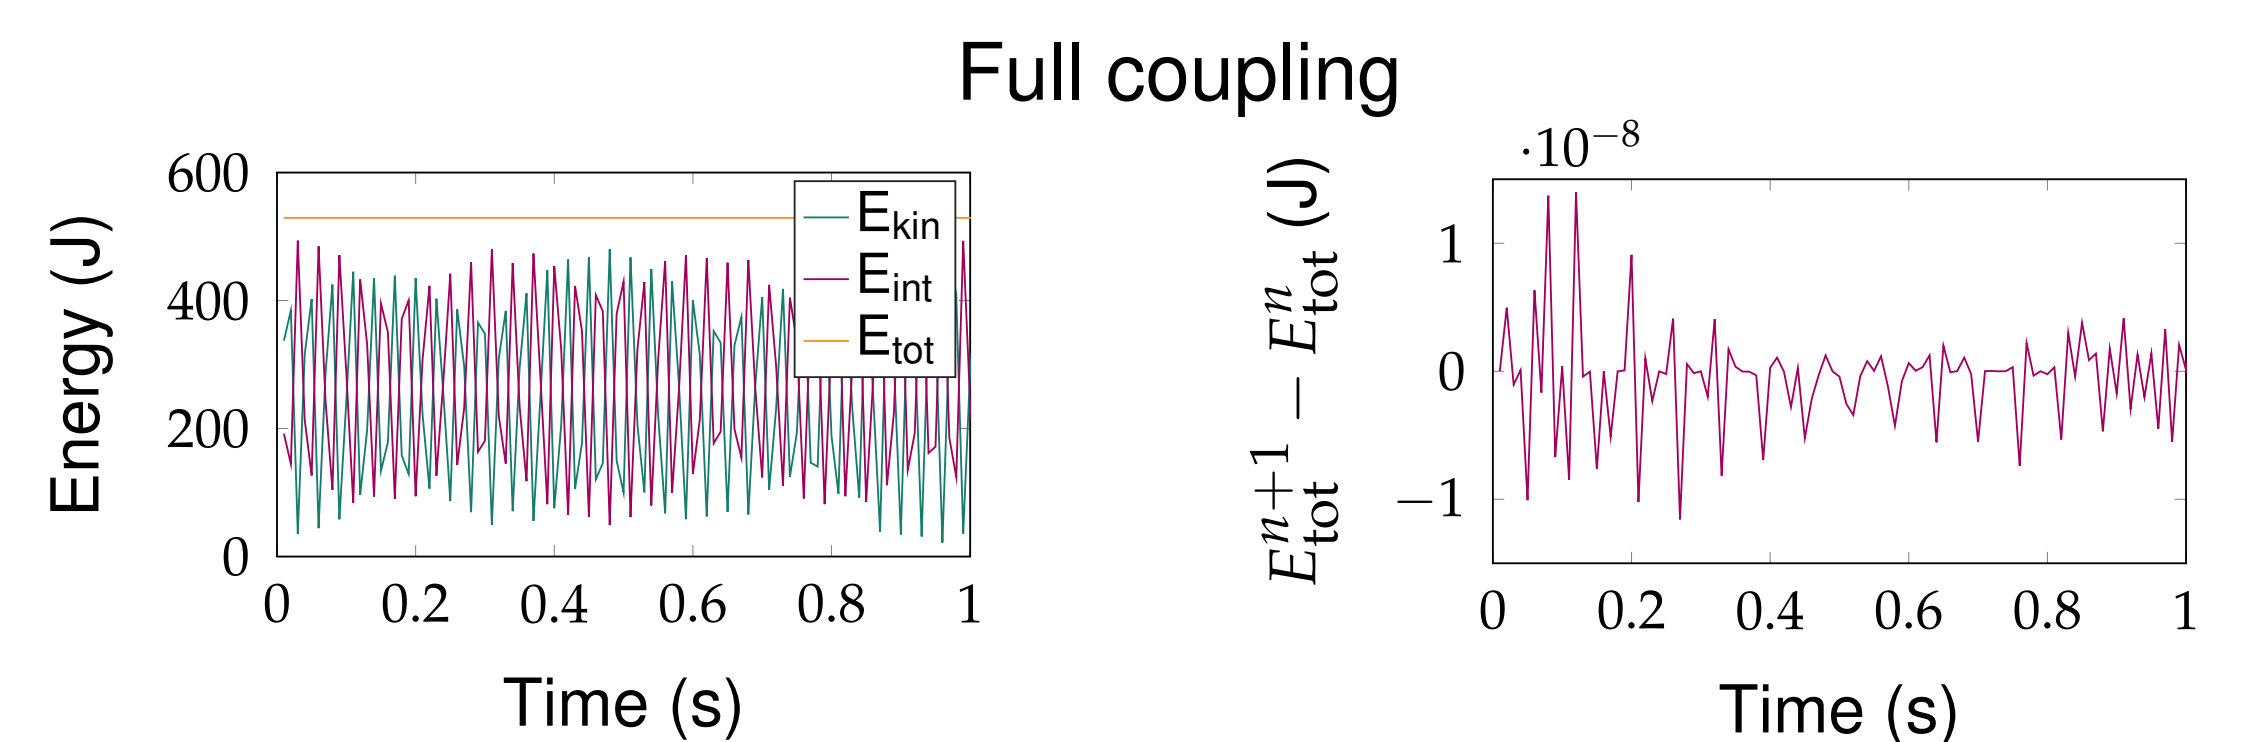 Full coupling
Energy (J)
600
400
200
0
0 0.2 0.4 0.6 0.8 1
Time (s)
E_kin
E_int
E_tot
·10⁻⁸
E_tot^{n+1} − E_tot^n (J)
1
0
−1
0 0.2 0.4 0.6 0.8 1
Time (s)